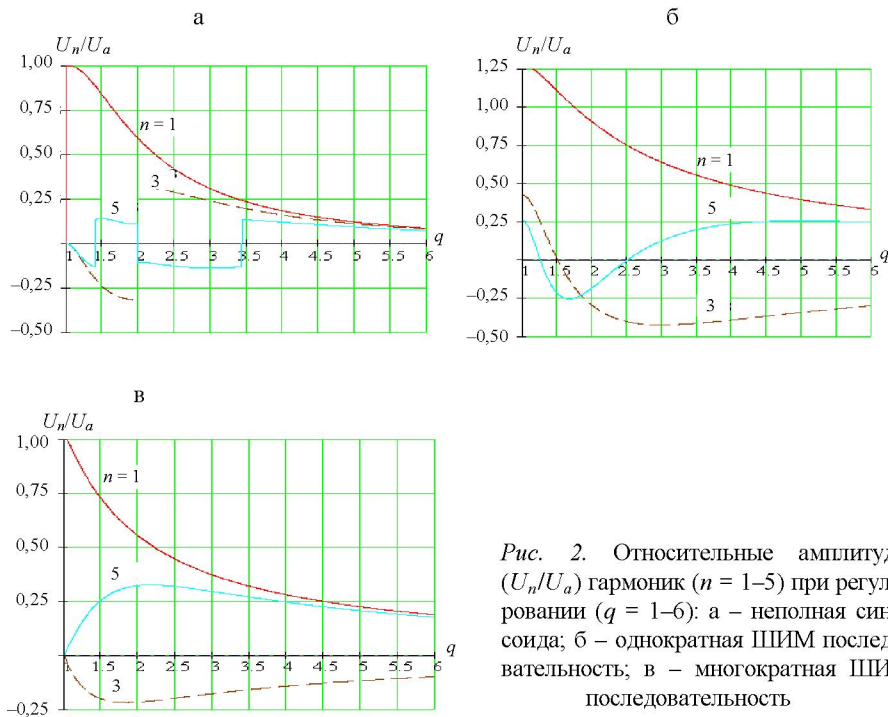 а
Uₙ/Uₐ
1,00
0,75
0,50
0,25
−0,25
−0,50
n = 1
3
5
1 1.5 2 2.5 3 3.5 4 4.5 5 5.5 6
q
б
Uₙ/Uₐ
1,25
1,00
0,75
0,50
0,25
0
−0,25
−0,50
n = 1
5
3
1 1.5 2 2.5 3 3.5 4 4.5 5 5.5 6
q
в
Uₙ/Uₐ
1,00
0,75
0,50
0,25
0
−0,25
n = 1
5
3
1 1.5 2 2.5 3 3.5 4 4.5 5 5.5 6
q
Рис. 2. Относительные амплитуд
(Uₙ/Uₐ) гармоник (n = 1–5) при регул
ровании (q = 1–6): а – неполная син
соида; б – однократная ШИМ послед
вательность; в – многократная ШИ
последовательность